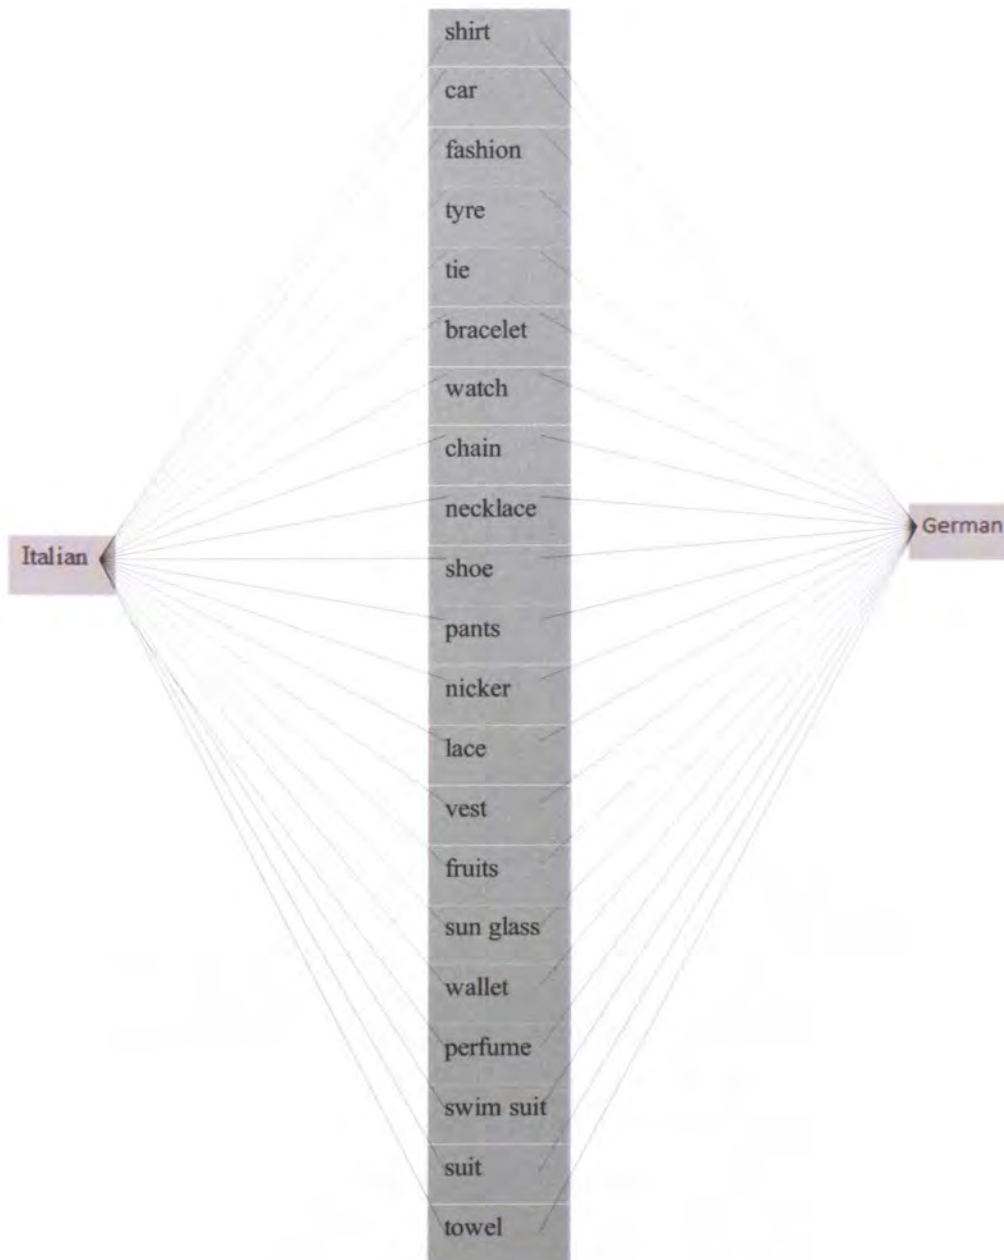 shirt
car
fashion
tyre
tie
bracelet
watch
chain
necklace
shoe
pants
nicker
lace
vest
fruits
sun glass
wallet
perfume
swim suit
suit
towel
Italian
German